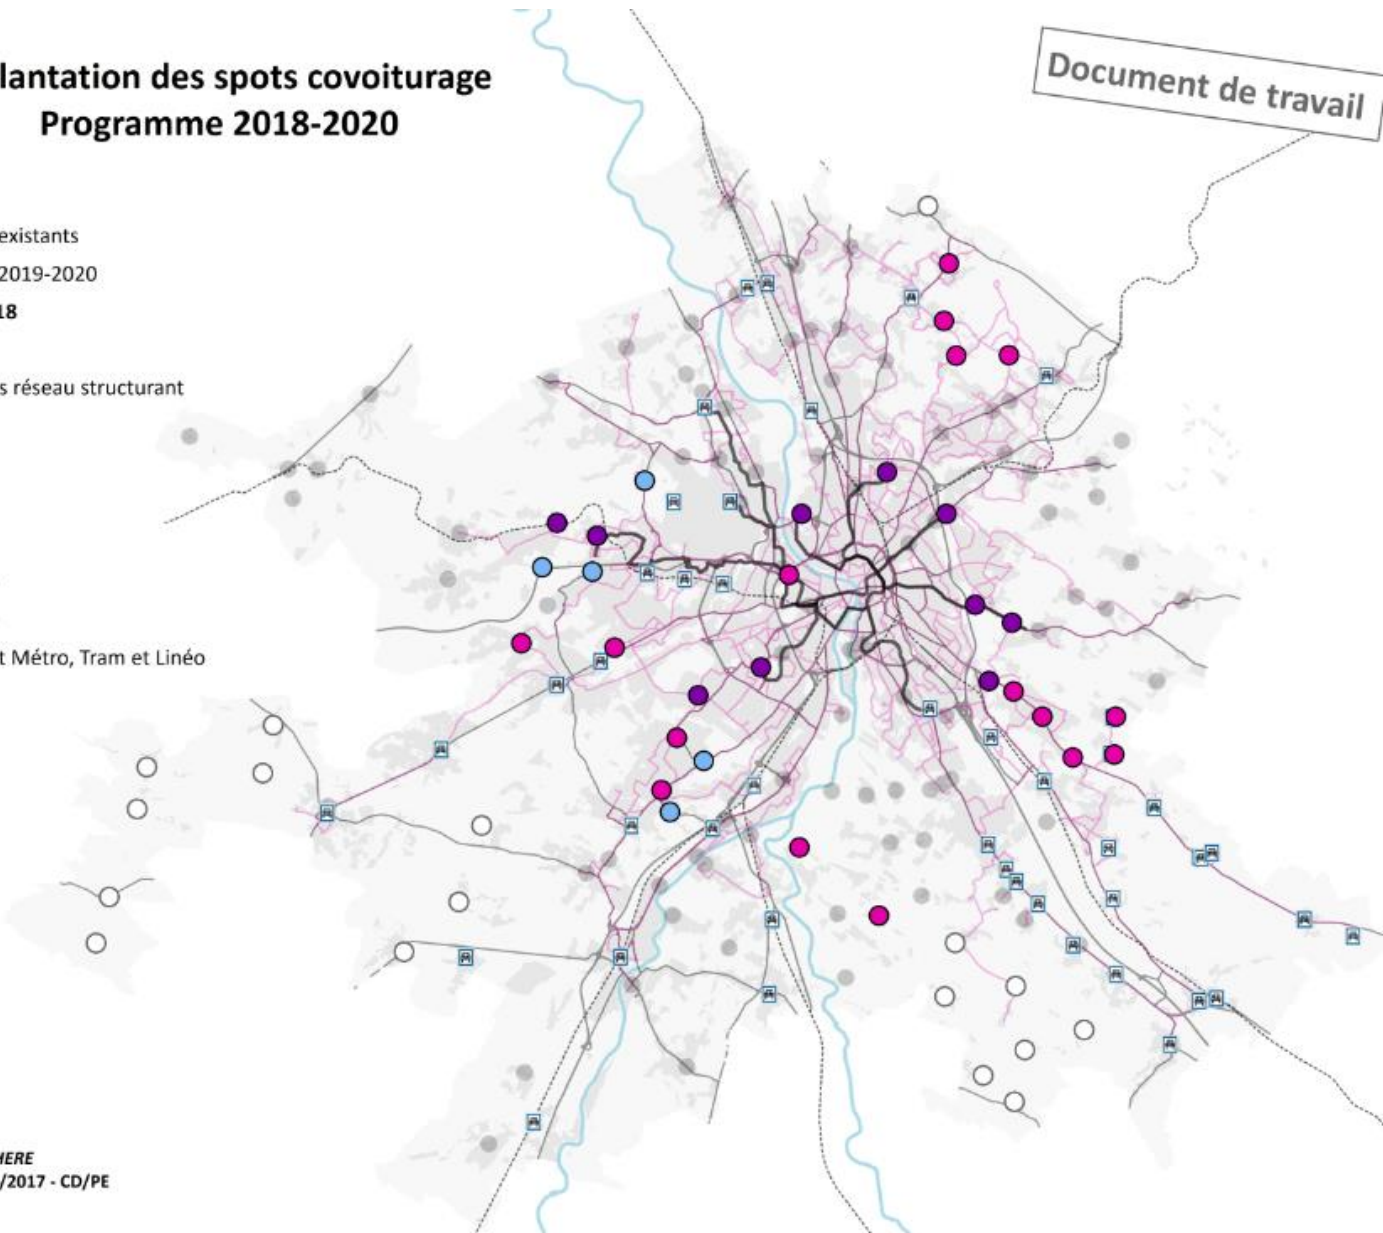 lantation des spots covoiturage
Programme 2018-2020
Document de travail
existants
2019-2020
18
s réseau structurant
t Métro, Tram et Linéo
HERE
/2017 - CD/PE